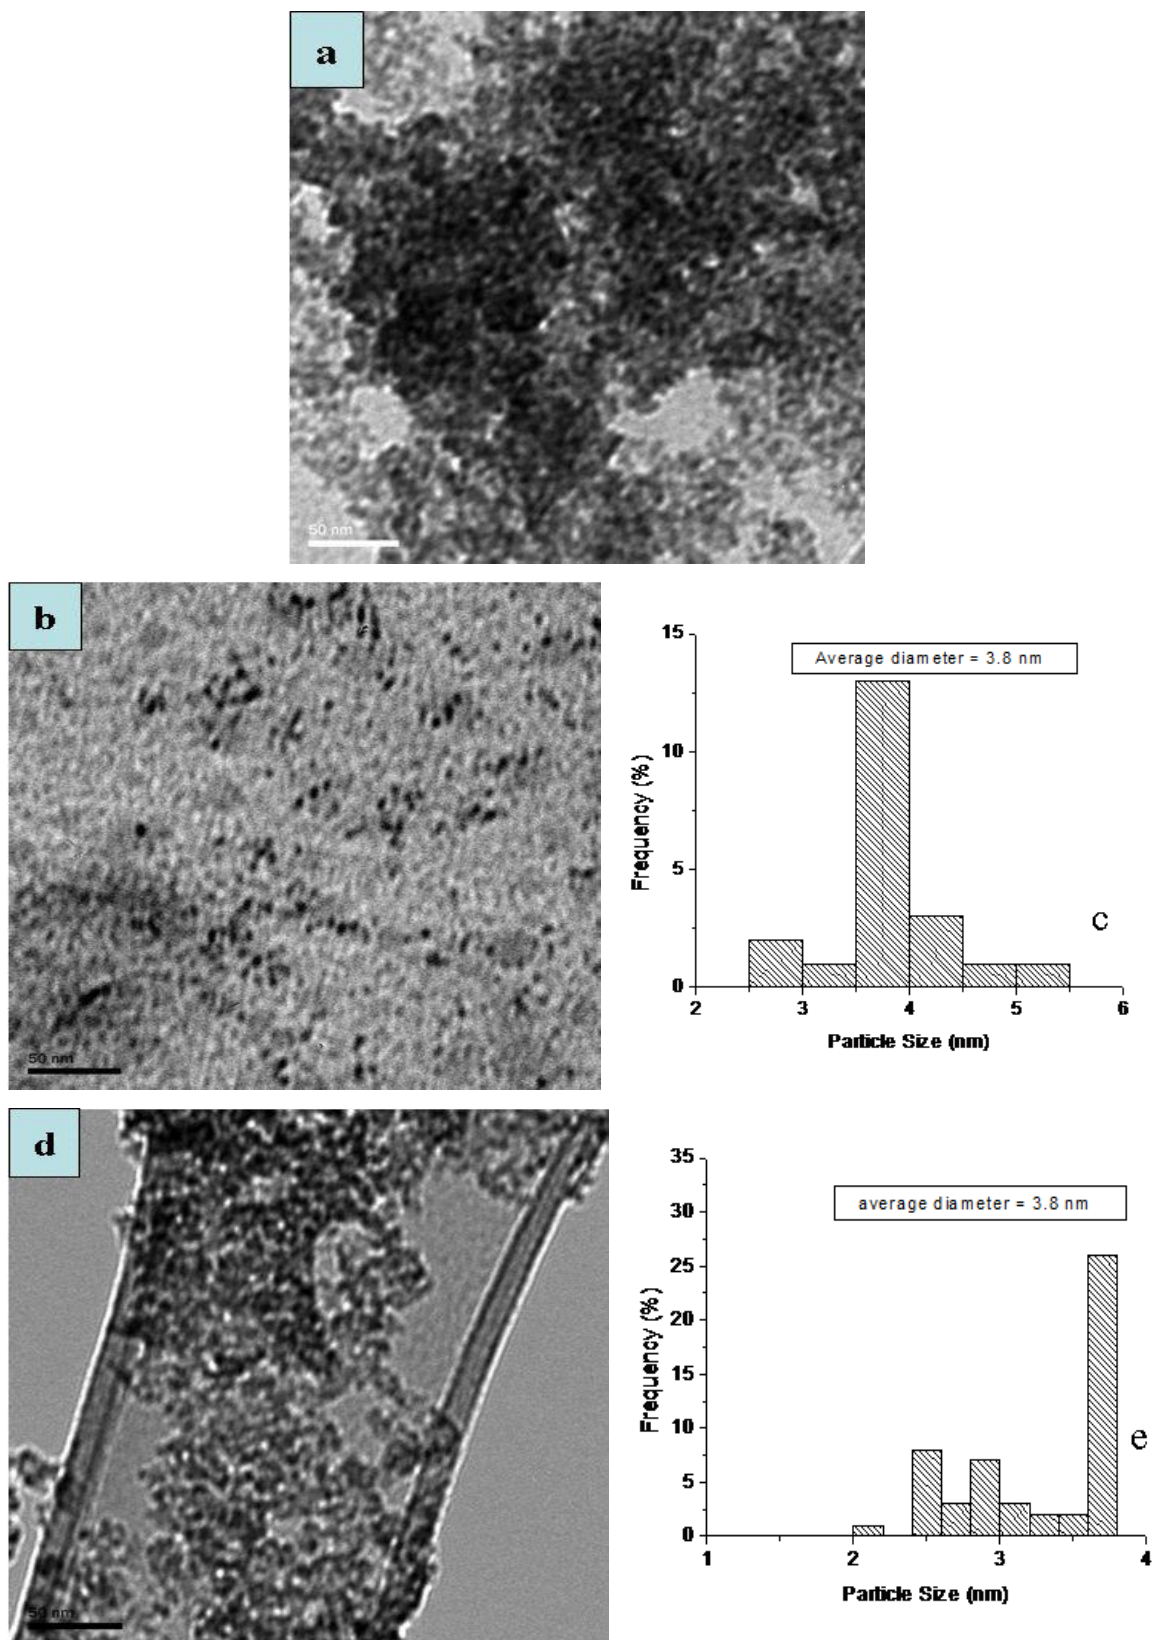 a
50 nm
b
50 nm
15
10
5
0
Average diameter = 3.8 nm
Frequency (%)
c
2 3 4 5 6
Particle Size (nm)
d
50 nm
35
30
25
20
15
10
5
0
average diameter = 3.8 nm
Frequency (%)
e
1 2 3 4
Particle Size (nm)